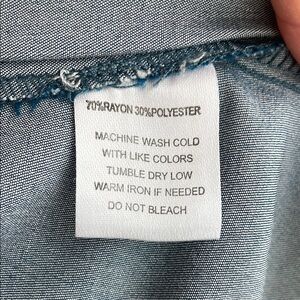 70%RAYON 30%POLYESTER
MACHINE WASH COLD
WITH LIKE COLORS
TUMBLE DRY LOW
WARM IRON IF NEEDED
DO NOT BLEACH